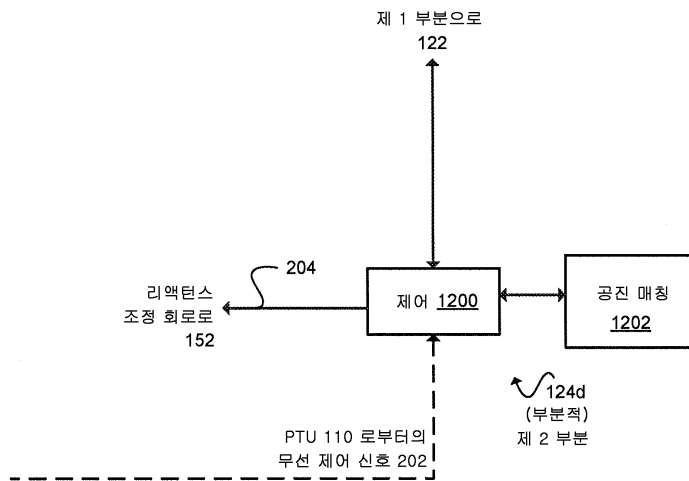 제 1 부분으로
122
204
리액턴스
조정 회로로
152
제어 1200
공진 매칭
1202
124d
(부분적)
제 2 부분
PTU 110 로부터의
무선 제어 신호 202